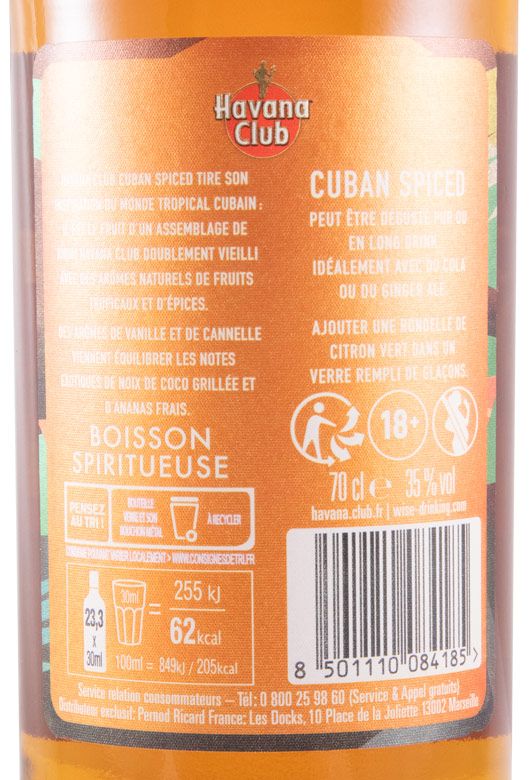 Havana
Club
CLUB CUBAN SPICED TIRE SON
DU MONDE TROPICAL CUBAIN :
FRUIT D'UN ASSEMBLAGE DE
HAVANA CLUB DOUBLEMENT VIEILLI
AVEC DES ARÔMES NATURELS DE FRUITS
TROPICAUX ET D'ÉPICES.
DES ARÔMES DE VANILLE ET DE CANNELLE
VIENNENT ÉQUILIBRER LES NOTES
EXOTIQUES DE NOIX DE COCO GRILLÉE ET
D'ANANAS FRAIS.
BOISSON
SPIRITUEUSE
PENSEZ
AU TRI !
BOUTEILLE
VERRE ET SON
BOUCHON MÉTAL
À RECYCLER
CONSIGNE POUVANT VARIER LOCALEMENT > WWW.CONSIGNESDETRI.FR
23,3
x
30ml
30ml
= 255 kJ
62 kcal
100ml = 849kJ / 205kcal
CUBAN SPICED
PEUT ÊTRE DÉGUSTÉ PUR OU
EN LONG DRINK,
IDÉALEMENT AVEC DU COLA
OU DU GINGER ALE.
AJOUTER UNE RONDELLE DE
CITRON VERT DANS UN
VERRE REMPLI DE GLAÇONS.
18+
70 cl e 35 % vol
havana.club.fr | wise-drinking.com
8 501110 084185 >
Service relation consommateurs – Tél : 0 800 25 98 60 (Service & Appel gratuits)
Distributeur exclusif: Pernod Ricard France: Les Docks, 10 Place de la Joliette 13002 Marseille